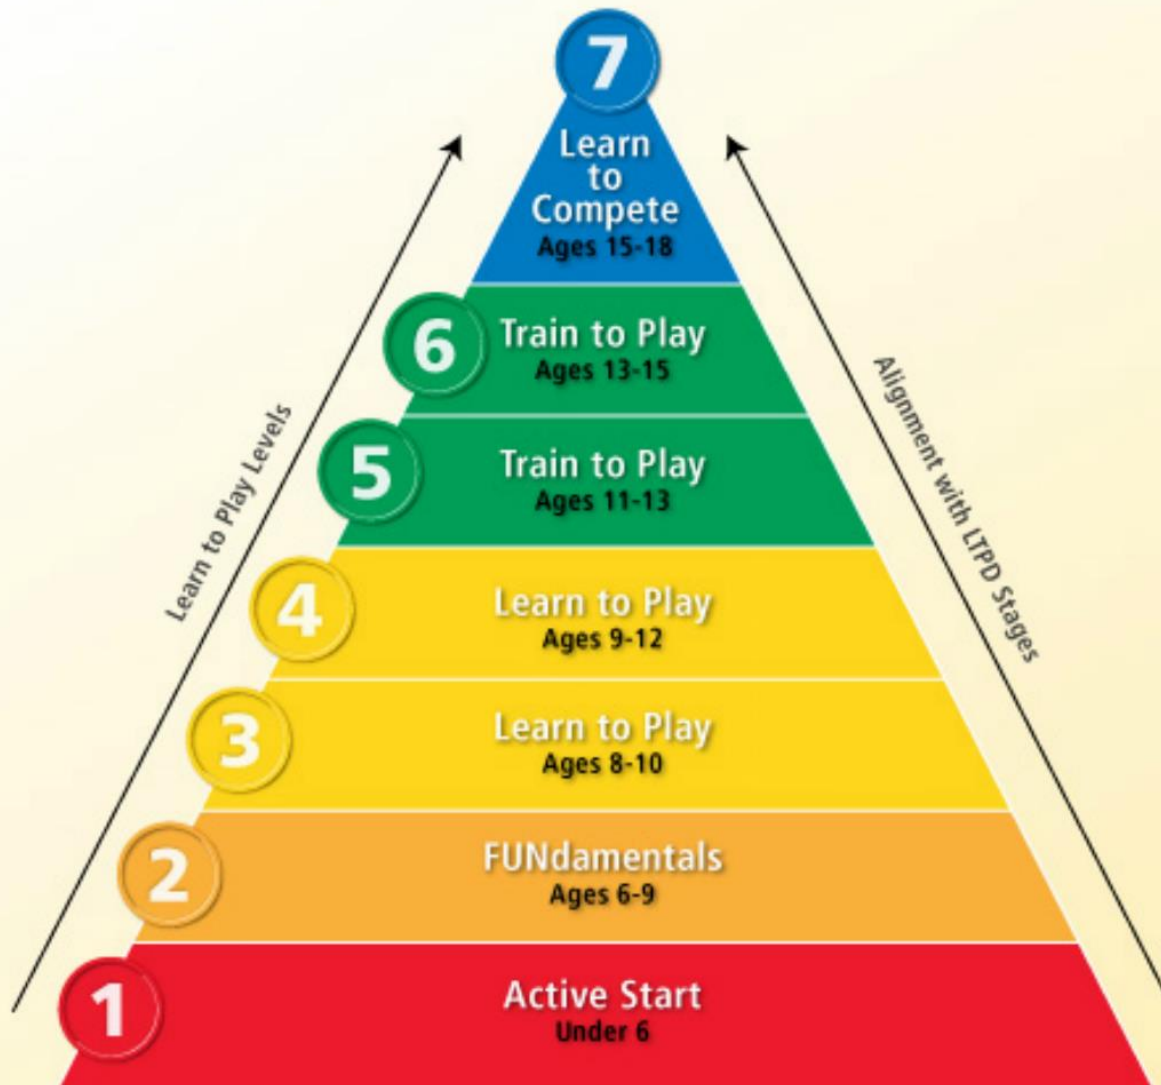 7
Learn
to
Compete
Ages 15-18
6
Train to Play
Ages 13-15
5
Train to Play
Ages 11-13
4
Learn to Play
Ages 9-12
3
Learn to Play
Ages 8-10
2
FUNdamentals
Ages 6-9
1
Active Start
Under 6
Learn to Play Levels
Alignment with LTPD Stages